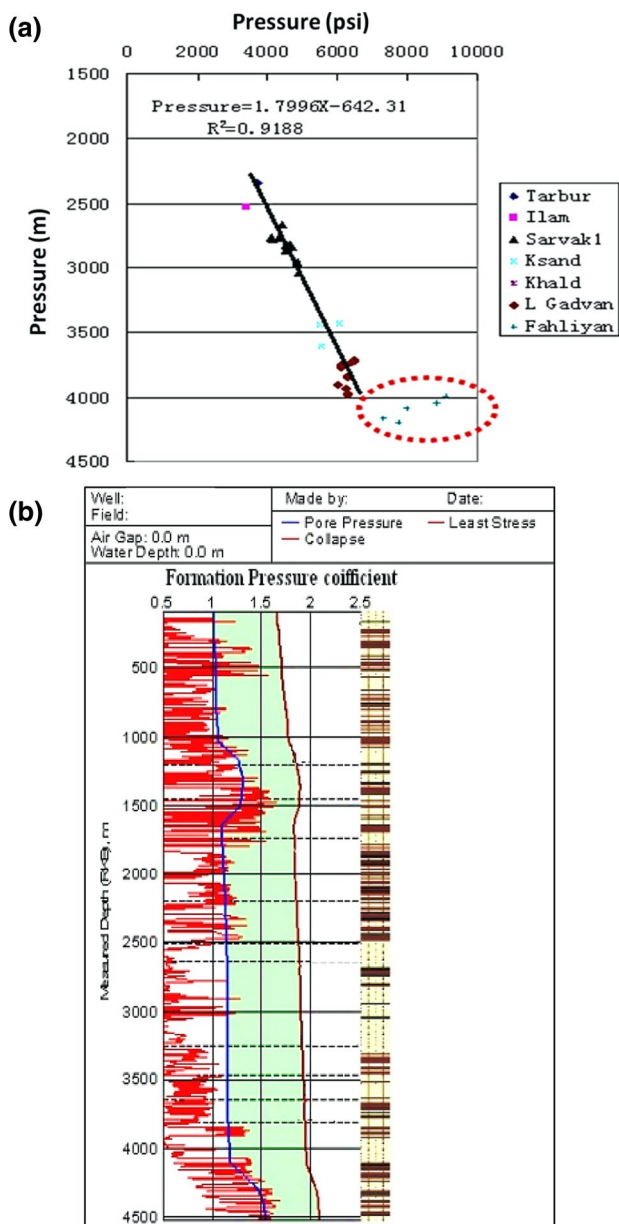 (a)
Pressure (psi)
0 2000 4000 6000 8000 10000
1500
2000
2500
3000
3500
4000
4500
Pressure (m)
Pressure=1.7996X-642.31
R²=0.9188
Tarbur
Ilam
Sarvak1
Ksand
Khald
L Gadvan
Fahliyan
(b)
Well:
Field:
Air Gap: 0.0 m
Water Depth: 0.0 m
Made by: Date:
Pore Pressure Least Stress
Collapse
Formation Pressure coifficient
0.5 1 1.5 2 2.5
500
1000
1500
2000
2500
3000
3500
4000
4500
Measured Depth (RKB), m